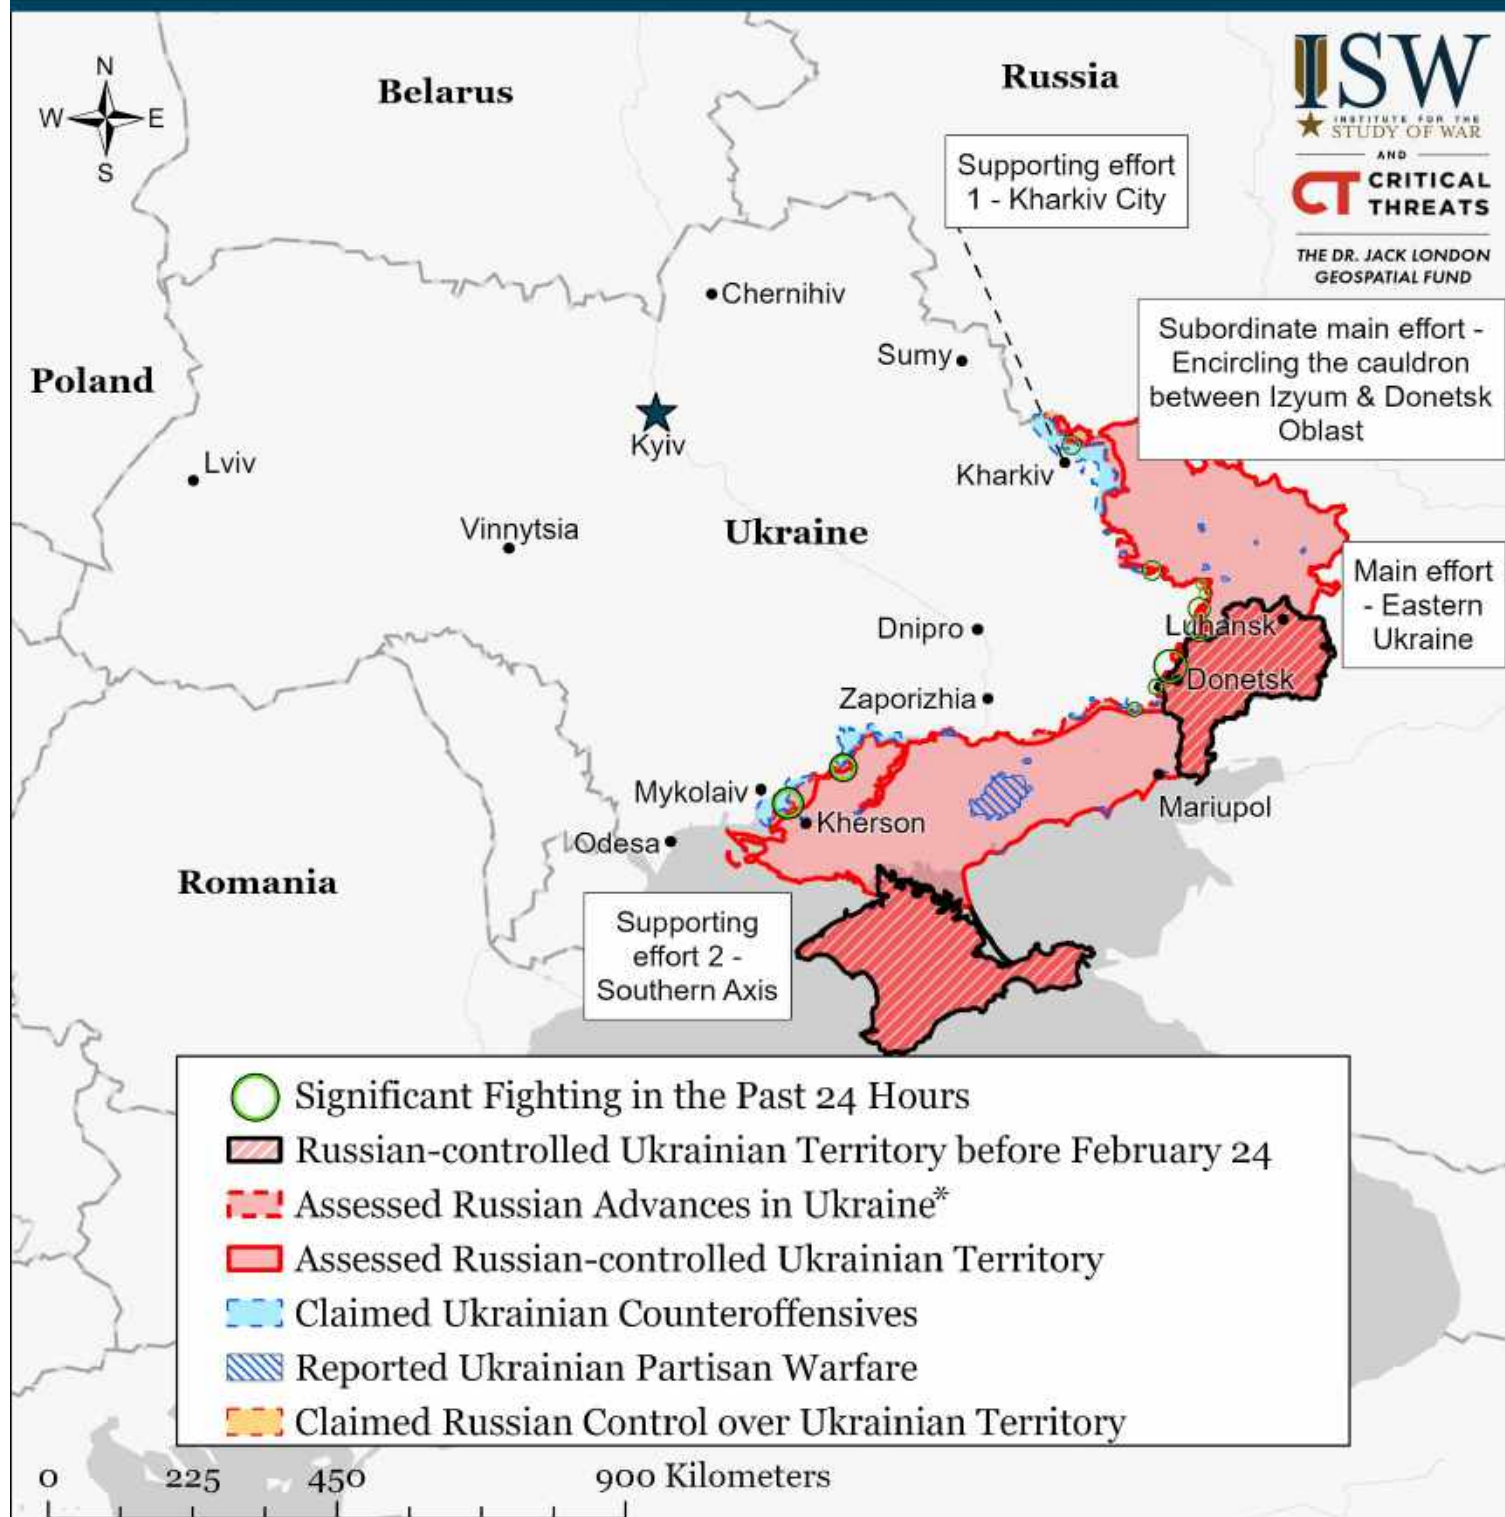 N
W E
S
Belarus
Russia
ISW
INSTITUTE FOR THE
STUDY OF WAR
AND
CT CRITICAL
THREATS
THE DR. JACK LONDON
GEOSPATIAL FUND
Supporting effort
1 - Kharkiv City
Chernihiv
Subordinate main effort -
Encircling the cauldron
between Izyum & Donetsk
Oblast
Sumy
Poland
Kyiv
Lviv
Kharkiv
Vinnytsia
Ukraine
Main effort
- Eastern
Ukraine
Dnipro
Luhansk
Donetsk
Zaporizhia
Mykolaiv
Mariupol
Kherson
Odesa
Romania
Supporting
effort 2 -
Southern Axis
Significant Fighting in the Past 24 Hours
Russian-controlled Ukrainian Territory before February 24
Assessed Russian Advances in Ukraine*
Assessed Russian-controlled Ukrainian Territory
Claimed Ukrainian Counteroffensives
Reported Ukrainian Partisan Warfare
Claimed Russian Control over Ukrainian Territory
0 225 450 900 Kilometers